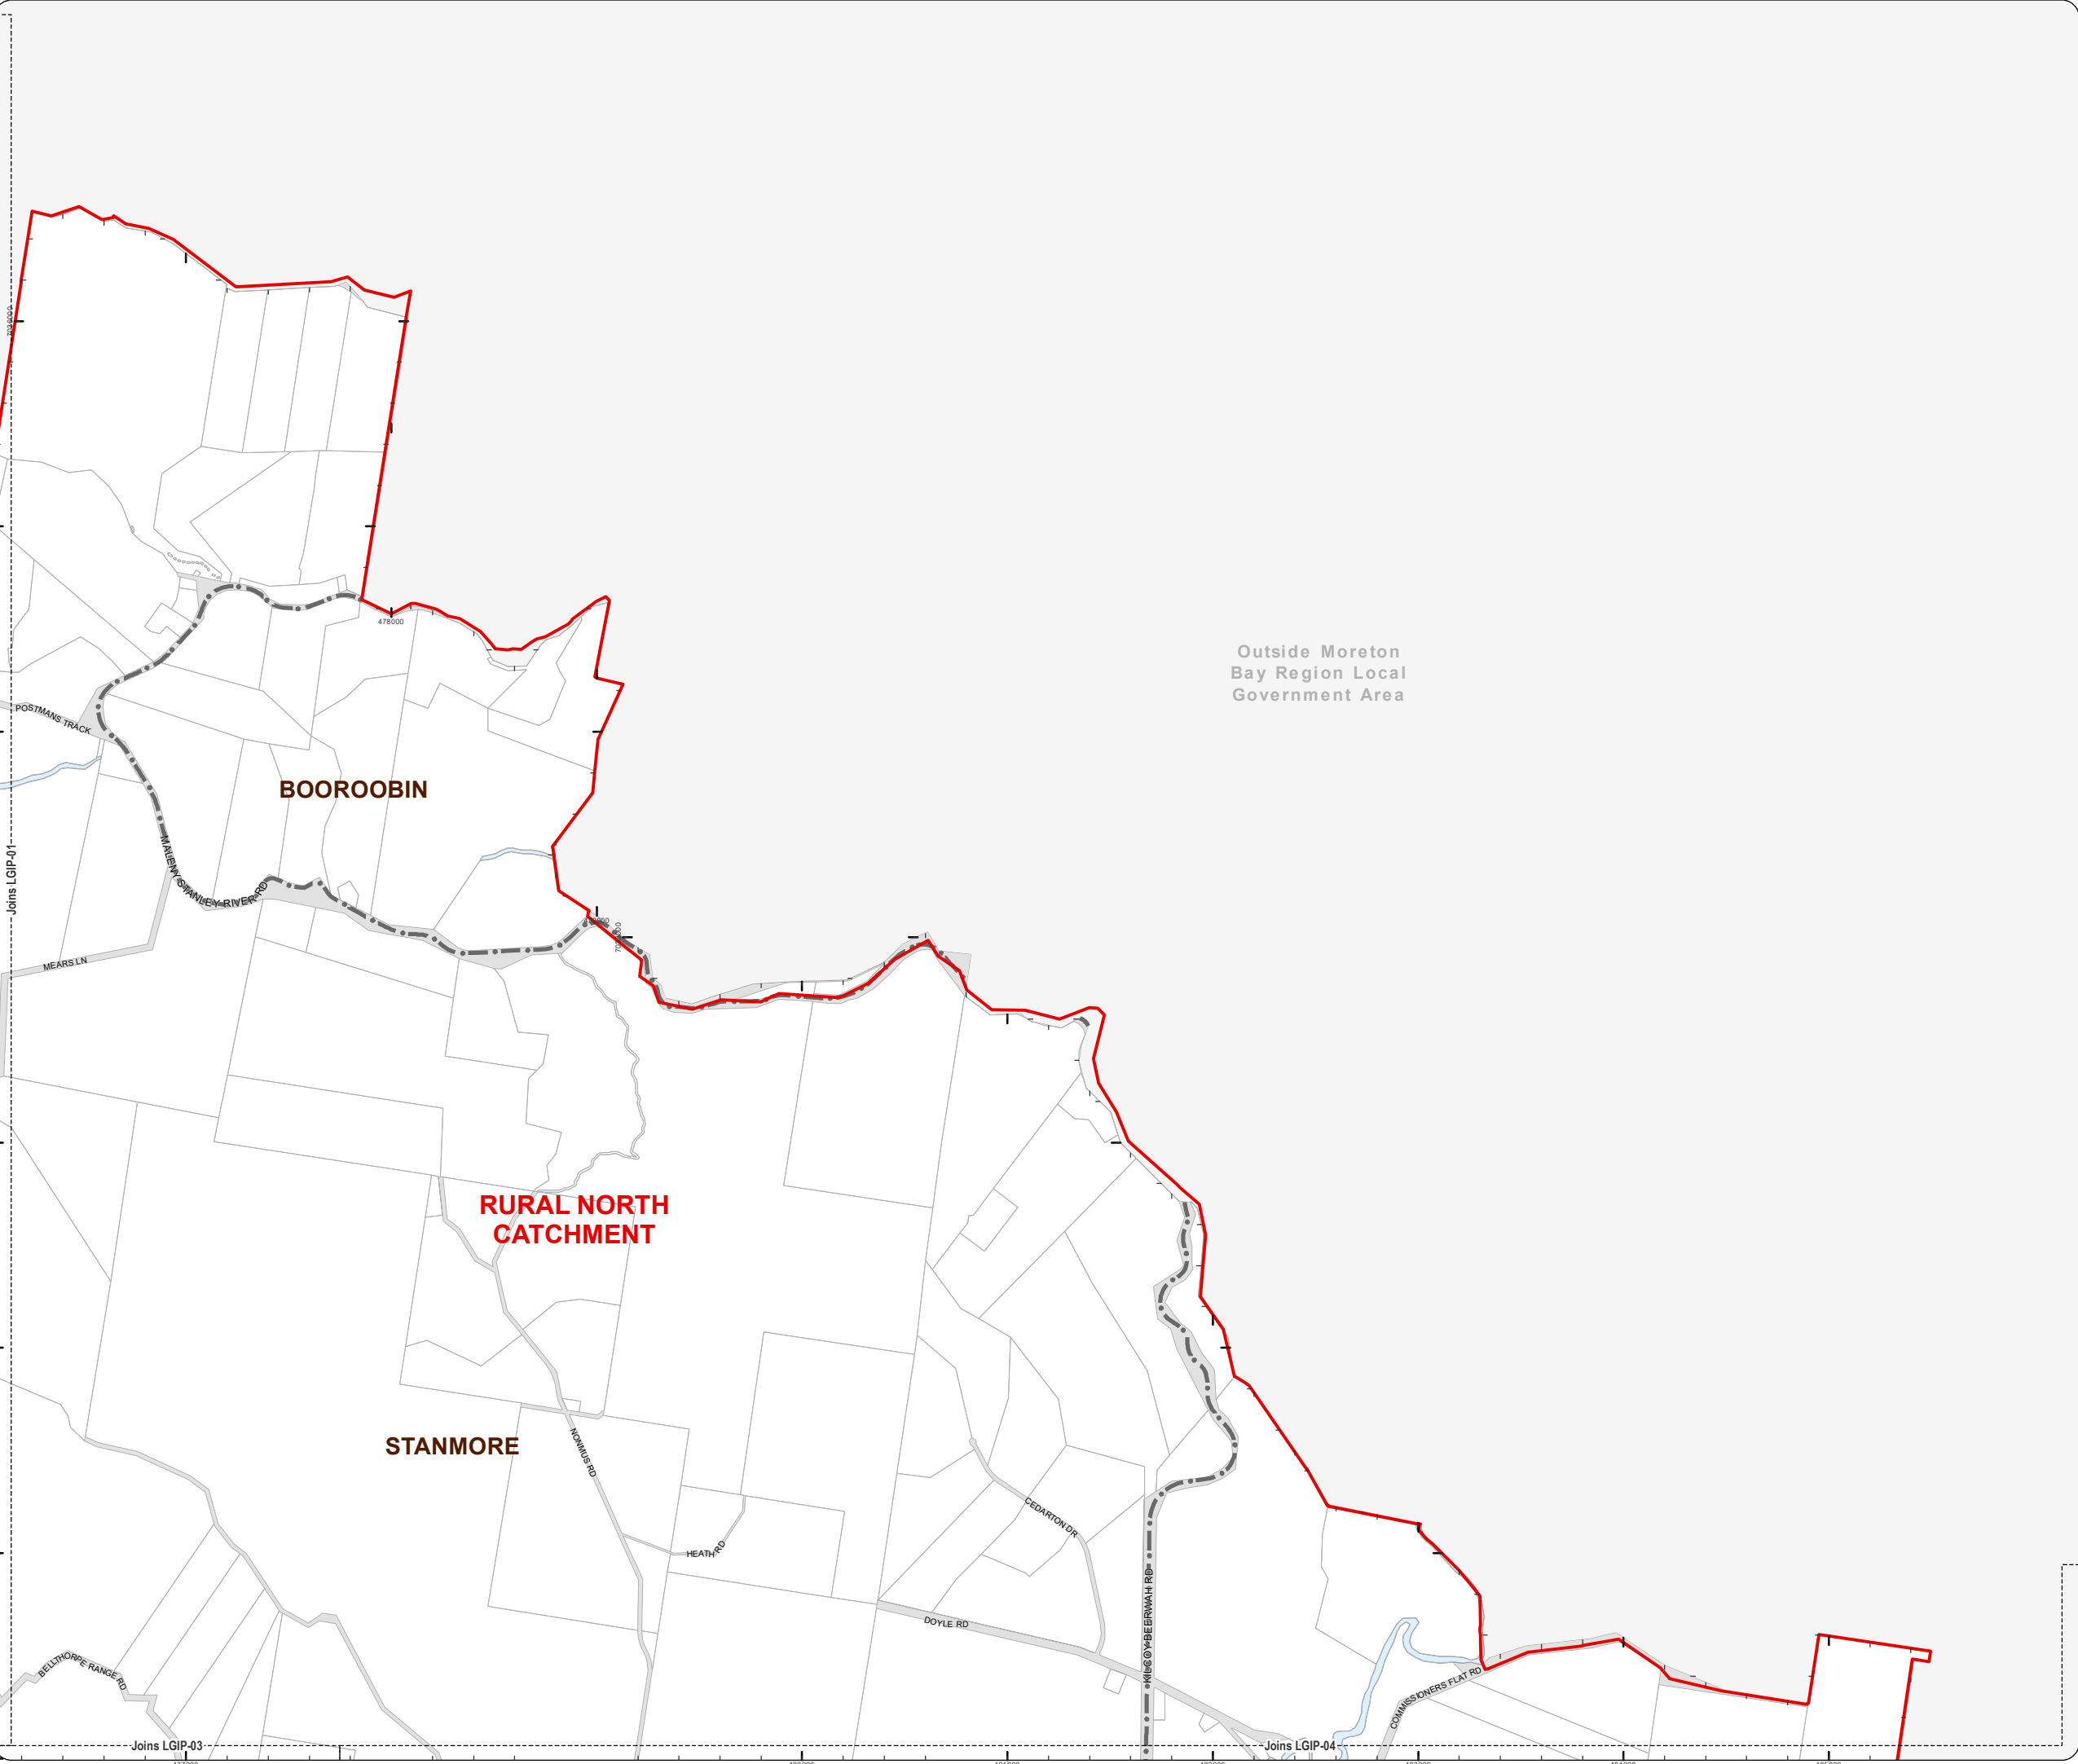 7036000
478000
Outside Moreton
Bay Region Local
Government Area
POSTMANS TRACK
BOOROOBIN
MALENY-STANLEY RIVER RD
Joins LGIP-01
MEARS LN
RURAL NORTH
CATCHMENT
STANMORE
NONMUS RD
HEATH RD
CEDARTON DR
DOYLE RD
KILCOY-BEERWAH RD
COMMISSIONERS FLAT RD
BELLTHORPE RANGE RD
Joins LGIP-03
Joins LGIP-04